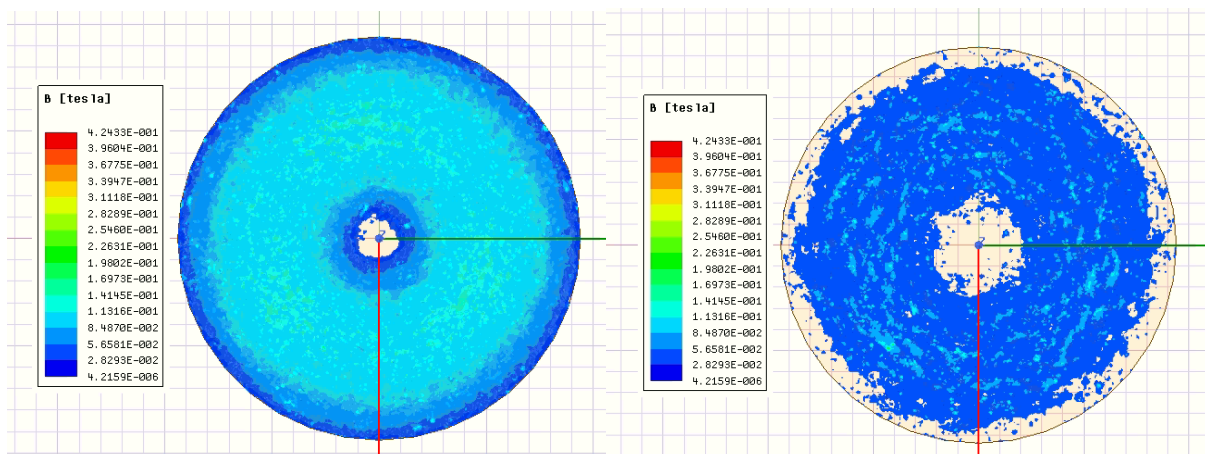 B [tesla]
4.2433E-001
3.9604E-001
3.6775E-001
3.3947E-001
3.1118E-001
2.8289E-001
2.5460E-001
2.2631E-001
1.9802E-001
1.6973E-001
1.4145E-001
1.1316E-001
8.4870E-002
5.6581E-002
2.8293E-002
4.2159E-006
B [tesla]
4.2433E-001
3.9604E-001
3.6775E-001
3.3947E-001
3.1118E-001
2.8289E-001
2.5460E-001
2.2631E-001
1.9802E-001
1.6973E-001
1.4145E-001
1.1316E-001
8.4870E-002
5.6581E-002
2.8293E-002
4.2159E-006